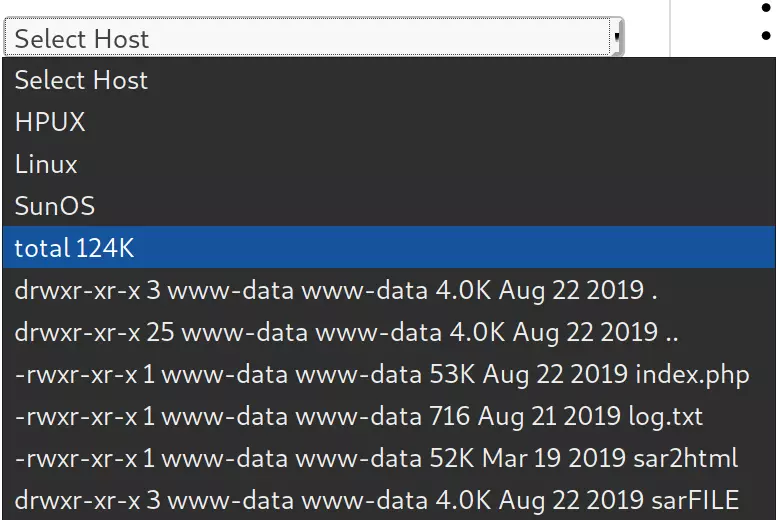 Select Host
Select Host
HPUX
Linux
SunOS
total 124K
drwxr-xr-x 3 www-data www-data 4.0K Aug 22 2019 .
drwxr-xr-x 25 www-data www-data 4.0K Aug 22 2019 ..
-rwxr-xr-x 1 www-data www-data 53K Aug 22 2019 index.php
-rwxr-xr-x 1 www-data www-data 716 Aug 21 2019 log.txt
-rwxr-xr-x 1 www-data www-data 52K Mar 19 2019 sar2html
drwxr-xr-x 3 www-data www-data 4.0K Aug 22 2019 sarFILE